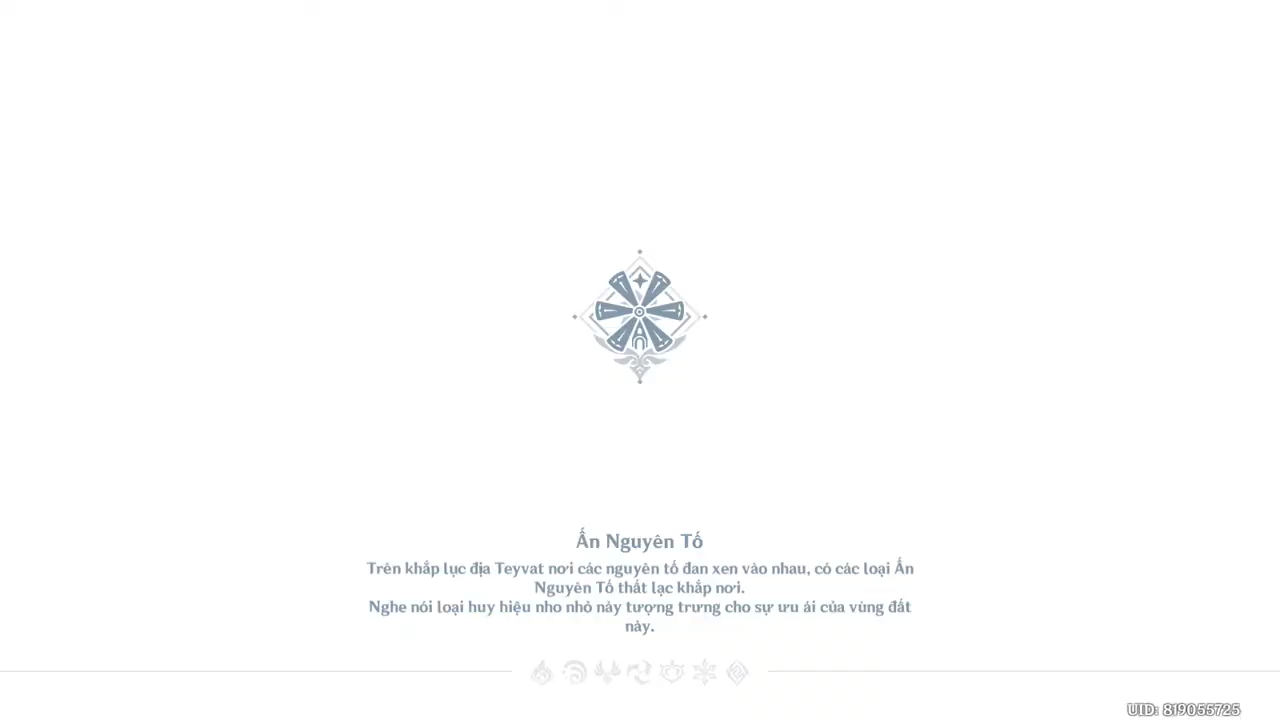 Ấn Nguyên Tố
Trên khắp lục địa Teyvat nơi các nguyên tố đan xen vào nhau, có các loại Ấn
Nguyên Tố thất lạc khắp nơi.
Nghe nói loại huy hiệu nho nhỏ này tượng trưng cho sự ưu ái của vùng đất
này.
UID: 819055725